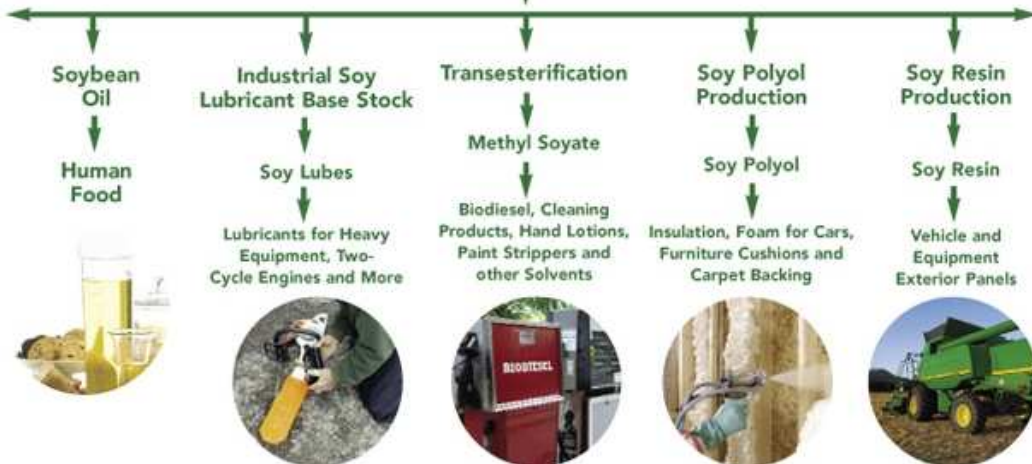 Soybean
Oil
Human
Food
Industrial Soy
Lubricant Base Stock
Soy Lubes
Lubricants for Heavy
Equipment, Two-
Cycle Engines and More
Transesterification
Methyl Soyate
Biodiesel, Cleaning
Products, Hand Lotions,
Paint Strippers and
other Solvents
BIODIESEL
Soy Polyol
Production
Soy Polyol
Insulation, Foam for Cars,
Furniture Cushions and
Carpet Backing
Soy Resin
Production
Soy Resin
Vehicle and
Equipment
Exterior Panels